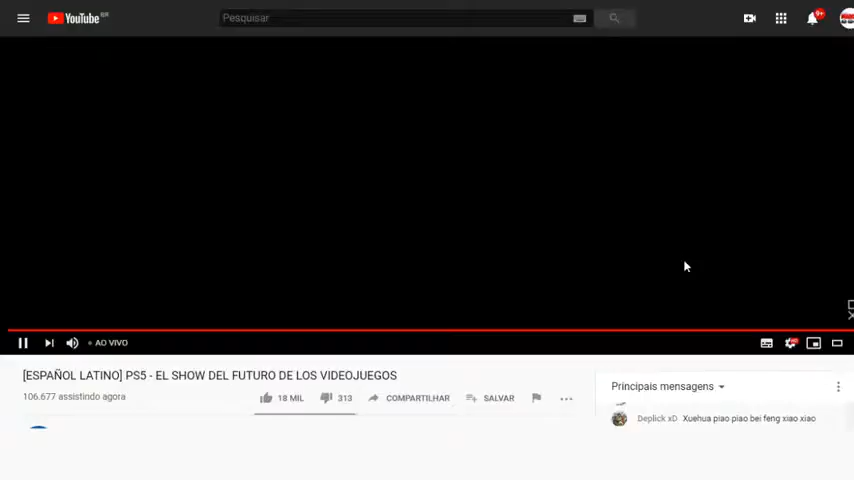 YouTube BR
Pesquisar
9+
AO VIVO
[ESPAÑOL LATINO] PS5 - EL SHOW DEL FUTURO DE LOS VIDEOJUEGOS
106.677 assistindo agora
18 MIL
313
COMPARTILHAR
SALVAR
Principais mensagens
Deplick xD Xuehua piao piao bei feng xiao xiao